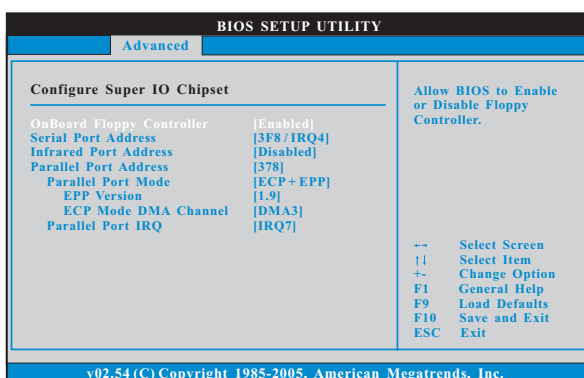 BIOS SETUP UTILITY
Advanced
Configure Super IO Chipset
OnBoard Floppy Controller [Enabled]
Serial Port Address [3F8 / IRQ4]
Infrared Port Address [Disabled]
Parallel Port Address [378]
Parallel Port Mode [ECP + EPP]
EPP Version [1.9]
ECP Mode DMA Channel [DMA3]
Parallel Port IRQ [IRQ7]
Allow BIOS to Enable
or Disable Floppy
Controller.
←→ Select Screen
↑↓ Select Item
+- Change Option
F1 General Help
F9 Load Defaults
F10 Save and Exit
ESC Exit
v02.54 (C) Copyright 1985-2005, American Megatrends, Inc.